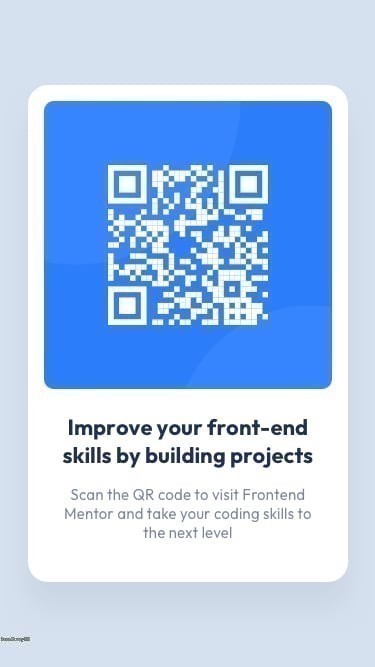 Improve your front-end
skills by building projects
Scan the QR code to visit Frontend
Mentor and take your coding skills to
the next level